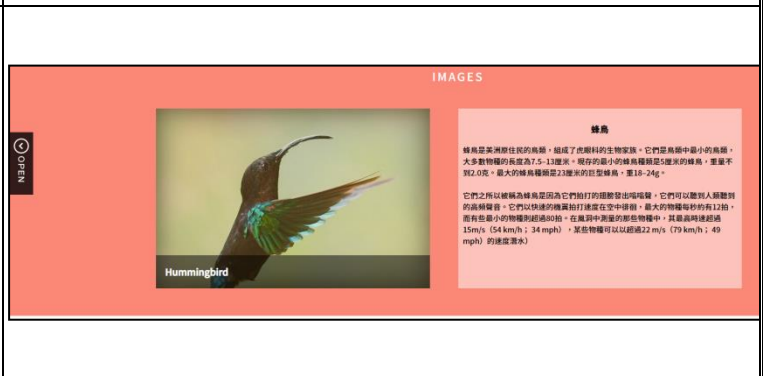 IMAGES
OPEN
Hummingbird
蜂鳥
蜂鳥是美洲原住民的鳥類，組成了虎眼科的生物家族。它們是鳥類中最小的鳥類，
大多數物種的長度為7.5–13厘米。現存的最小的蜂鳥種類是5厘米的蜂鳥，重量不
到2.0克。最大的蜂鳥種類是23厘米的巨型蜂鳥，重18–24g。
它們之所以被稱為蜂鳥是因為它們拍打的翅膀發出嗡嗡聲，它們可以聽到人類聽到
的高頻聲音。它們以快速的機翼拍打速度在空中徘徊，最大的物種每秒約有12拍，
而有些最小的物種則超過80拍。在風洞中測量的那些物種中，其最高時速超過
15m/s（54 km/h； 34 mph），某些物種可以以超過22 m/s（79 km/h； 49
mph）的速度潛水）